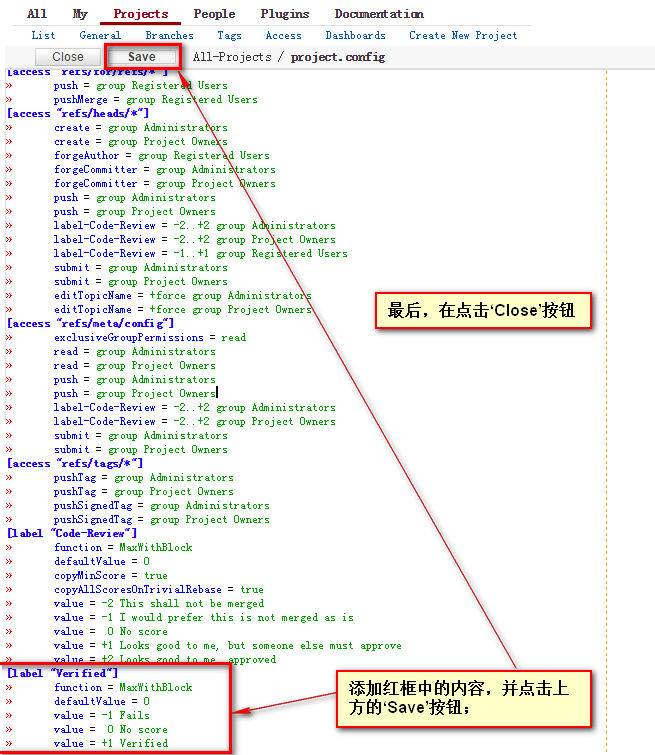 All My Projects People Plugins Documentation
List General Branches Tags Access Dashboards Create New Project
Close Save All-Projects / project.config
[access "refs/for/refs/*"]
» push = group Registered Users
» pushMerge = group Registered Users
[access "refs/heads/*"]
» create = group Administrators
» create = group Project Owners
» forgeAuthor = group Registered Users
» forgeCommitter = group Administrators
» forgeCommitter = group Project Owners
» push = group Administrators
» push = group Project Owners
» label-Code-Review = -2..+2 group Administrators
» label-Code-Review = -2..+2 group Project Owners
» label-Code-Review = -1..+1 group Registered Users
» submit = group Administrators
» submit = group Project Owners
» editTopicName = +force group Administrators
» editTopicName = +force group Project Owners
最后，在点击‘Close’按钮
[access "refs/meta/config"]
» exclusiveGroupPermissions = read
» read = group Administrators
» read = group Project Owners
» push = group Administrators
» push = group Project Owners
» label-Code-Review = -2..+2 group Administrators
» label-Code-Review = -2..+2 group Project Owners
» submit = group Administrators
» submit = group Project Owners
[access "refs/tags/*"]
» pushTag = group Administrators
» pushTag = group Project Owners
» pushSignedTag = group Administrators
» pushSignedTag = group Project Owners
[label "Code-Review"]
» function = MaxWithBlock
» defaultValue = 0
» copyMinScore = true
» copyAllScoresOnTrivialRebase = true
» value = -2 This shall not be merged
» value = -1 I would prefer this is not merged as is
» value = 0 No score
» value = +1 Looks good to me, but someone else must approve
» value = +2 Looks good to me, approved
[label "Verified"]
» function = MaxWithBlock
» defaultValue = 0
» value = -1 Fails
» value = 0 No score
» value = +1 Verified
添加红框中的内容，并点击上
方的‘Save’按钮；